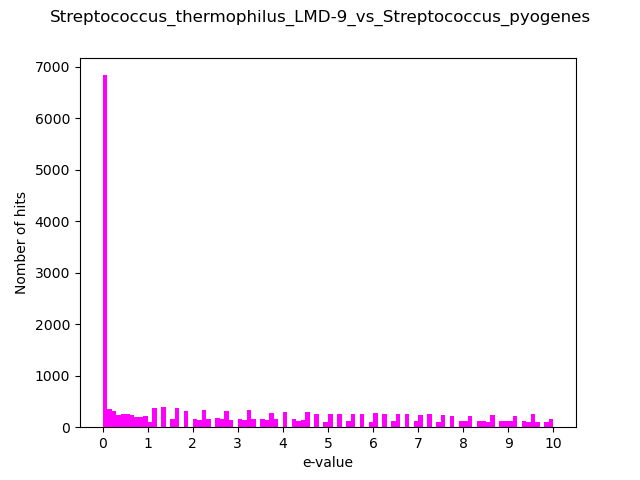 Streptococcus_thermophilus_LMD-9_vs_Streptococcus_pyogenes
7000
6000
5000
4000
3000
2000
1000
0
Nomber of hits
0 1 2 3 4 5 6 7 8 9 10
e-value